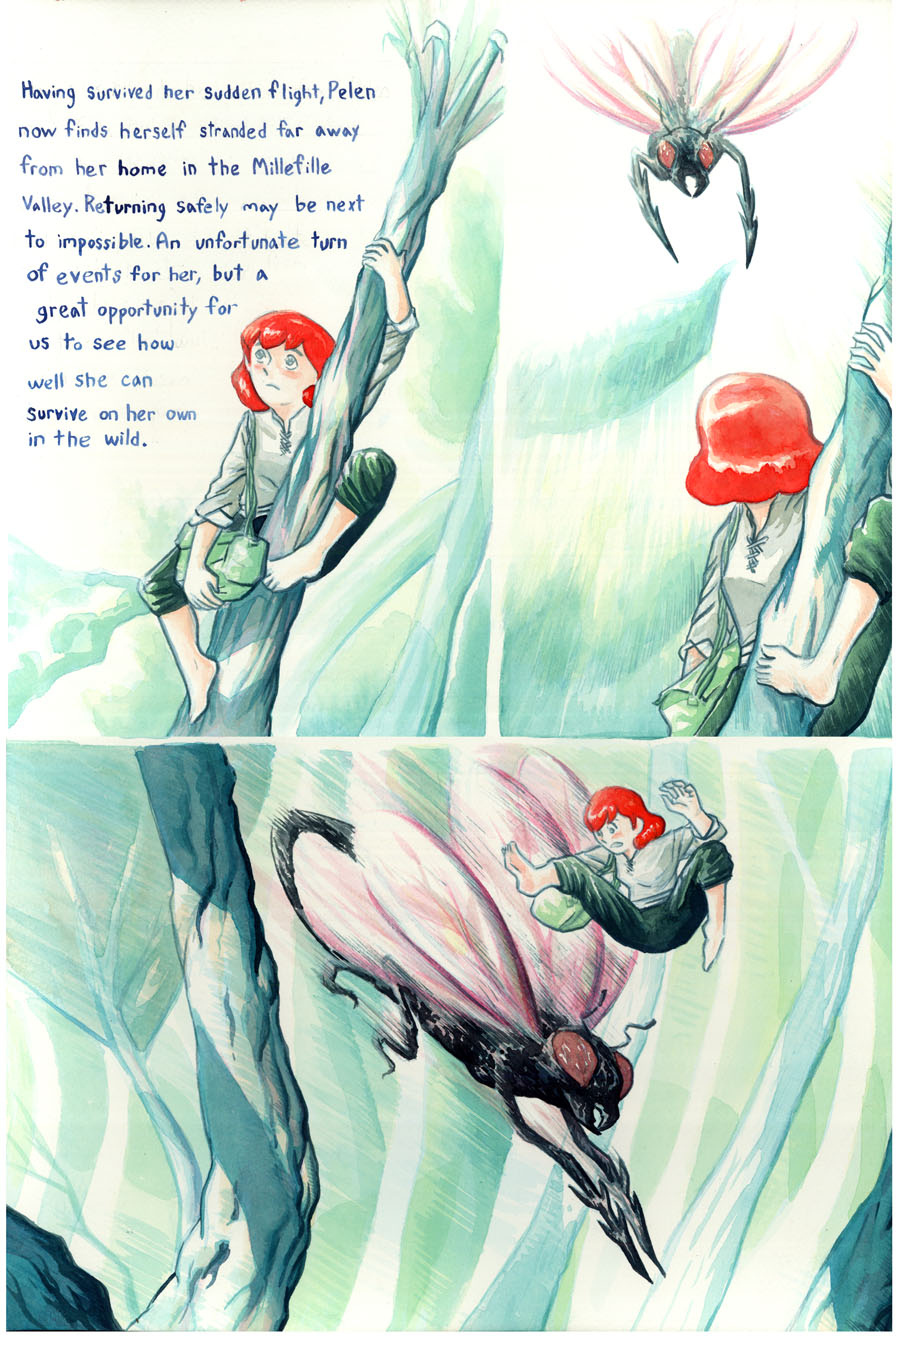 Having survived her sudden flight, Pelen
now finds herself stranded far away
from her home in the Millefille
Valley. Returning safely may be next
to impossible. An unfortunate turn
of events for her, but a
great opportunity for
us to see how
well she can
survive on her own
in the wild.